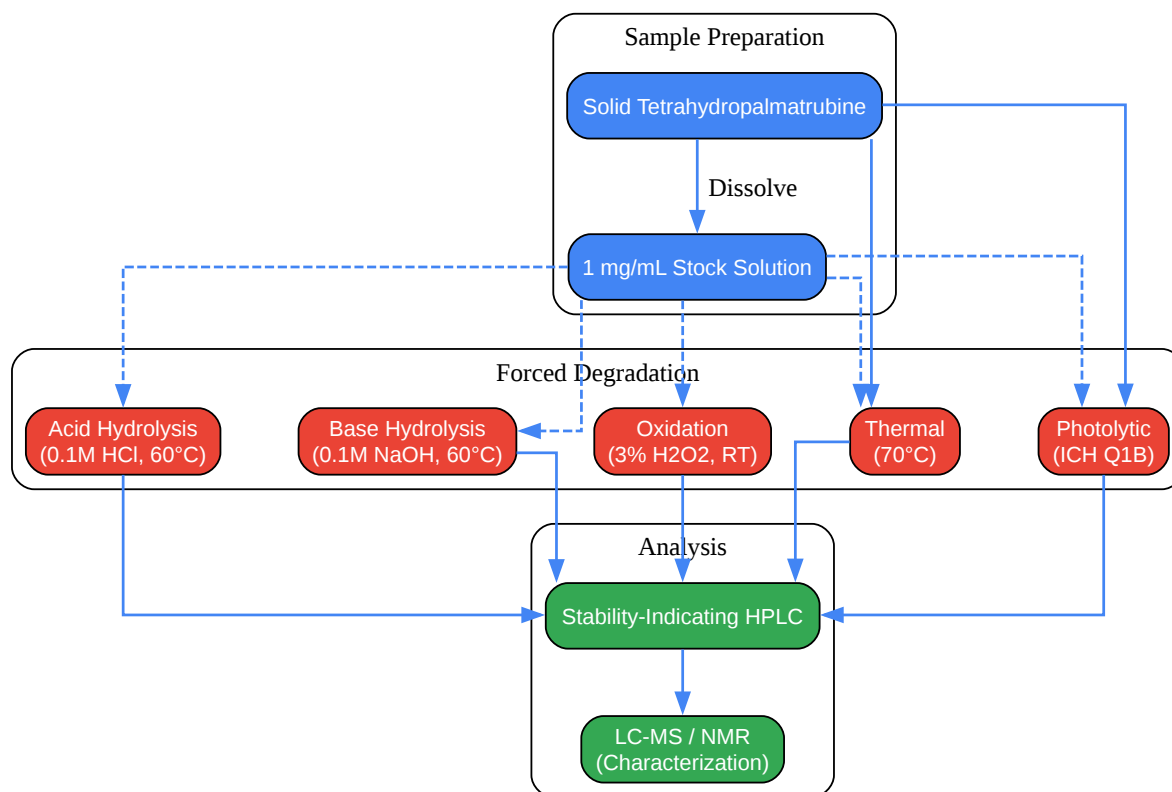 Sample Preparation
Solid Tetrahydropalmatrubine
Dissolve
1 mg/mL Stock Solution
Forced Degradation
Acid Hydrolysis
(0.1M HCl, 60°C)
Base Hydrolysis
(0.1M NaOH, 60°C)
Oxidation
(3% H2O2, RT)
Thermal
(70°C)
Photolytic
(ICH Q1B)
Analysis
Stability-Indicating HPLC
LC-MS / NMR
(Characterization)